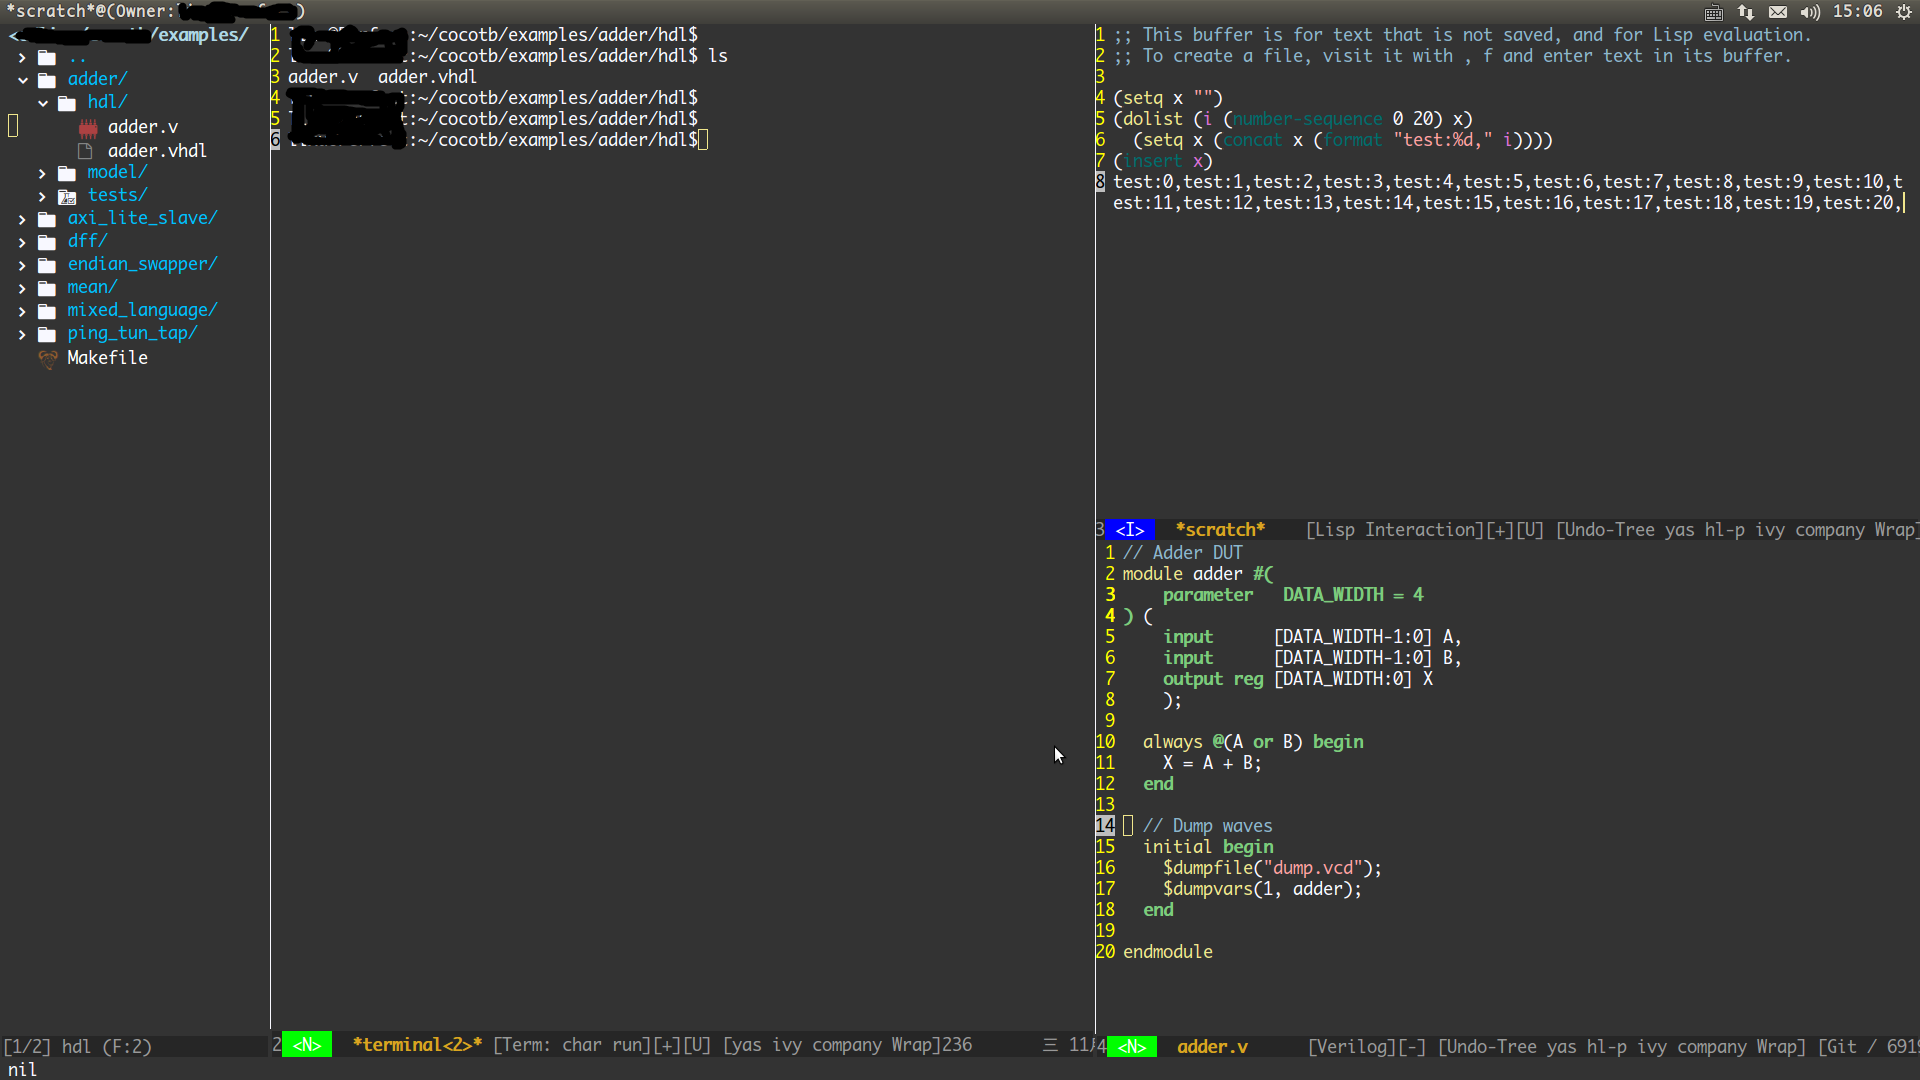 *scratch*@(Owner: )
15:06
/examples/
..
adder/
hdl/
adder.v
adder.vhdl
model/
tests/
axi_lite_slave/
dff/
endian_swapper/
mean/
mixed_language/
ping_tun_tap/
Makefile
[1/2] hdl (F:2)
1 :~/cocotb/examples/adder/hdl$
2 :~/cocotb/examples/adder/hdl$ ls
3 adder.v  adder.vhdl
4 :~/cocotb/examples/adder/hdl$
5 :~/cocotb/examples/adder/hdl$
6 :~/cocotb/examples/adder/hdl$
2 <N> *terminal<2>* [Term: char run][+][U] [yas ivy company Wrap]236 三 11
1 ;; This buffer is for text that is not saved, and for Lisp evaluation.
2 ;; To create a file, visit it with , f and enter text in its buffer.
3
4 (setq x "")
5 (dolist (i (number-sequence 0 20) x)
6   (setq x (concat x (format "test:%d," i))))
7 (insert x)
8 test:0,test:1,test:2,test:3,test:4,test:5,test:6,test:7,test:8,test:9,test:10,t
est:11,test:12,test:13,test:14,test:15,test:16,test:17,test:18,test:19,test:20,
3 <I> *scratch* [Lisp Interaction][+][U] [Undo-Tree yas hl-p ivy company Wrap]
1 // Adder DUT
2 module adder #(
3     parameter   DATA_WIDTH = 4
4 ) (
5     input      [DATA_WIDTH-1:0] A,
6     input      [DATA_WIDTH-1:0] B,
7     output reg [DATA_WIDTH:0] X
8     );
9
10   always @(A or B) begin
11     X = A + B;
12   end
13
14   // Dump waves
15   initial begin
16     $dumpfile("dump.vcd");
17     $dumpvars(1, adder);
18   end
19
20 endmodule
4 <N> adder.v [Verilog][-] [Undo-Tree yas hl-p ivy company Wrap] [Git / 691
nil